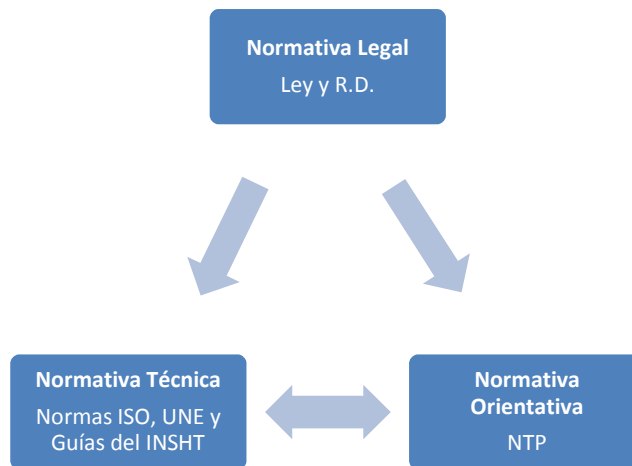 Normativa Legal
Ley y R.D.
Normativa Técnica
Normas ISO, UNE y
Guías del INSHT
Normativa
Orientativa
NTP